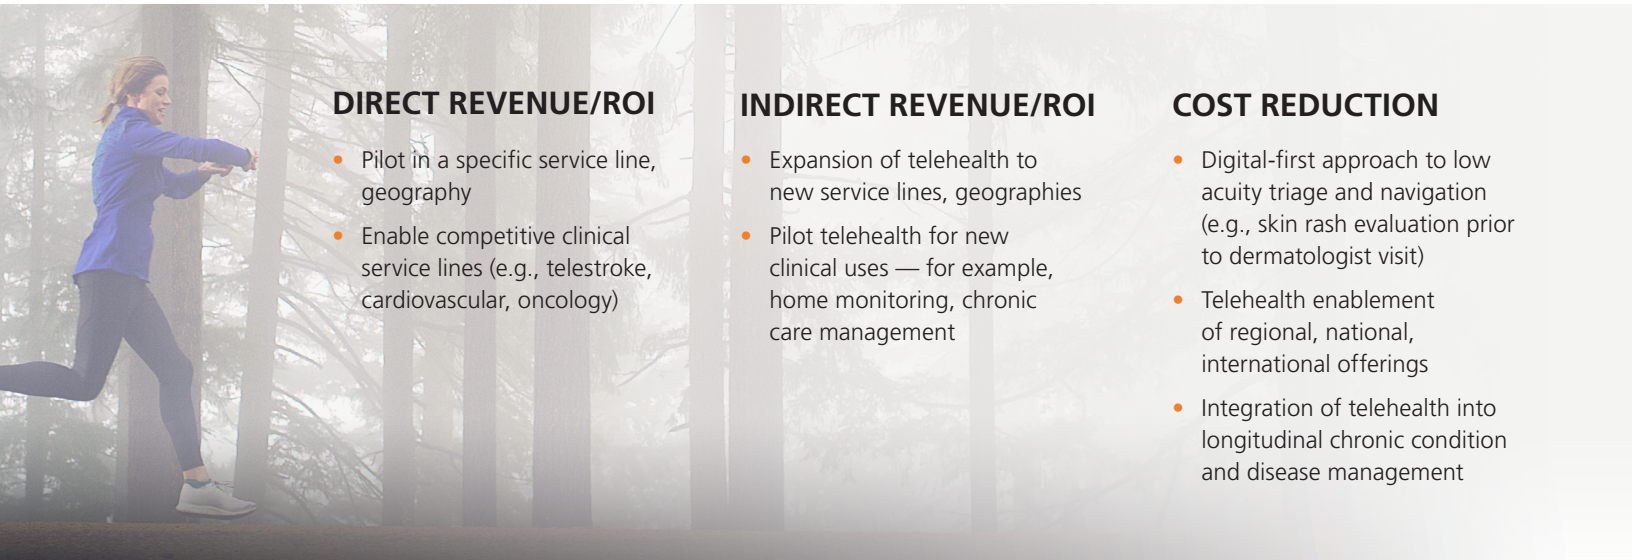 DIRECT REVENUE/ROI
• Pilot in a specific service line,
geography
• Enable competitive clinical
service lines (e.g., telestroke,
cardiovascular, oncology)
INDIRECT REVENUE/ROI
• Expansion of telehealth to
new service lines, geographies
• Pilot telehealth for new
clinical uses — for example,
home monitoring, chronic
care management
COST REDUCTION
• Digital-first approach to low
acuity triage and navigation
(e.g., skin rash evaluation prior
to dermatologist visit)
• Telehealth enablement
of regional, national,
international offerings
• Integration of telehealth into
longitudinal chronic condition
and disease management